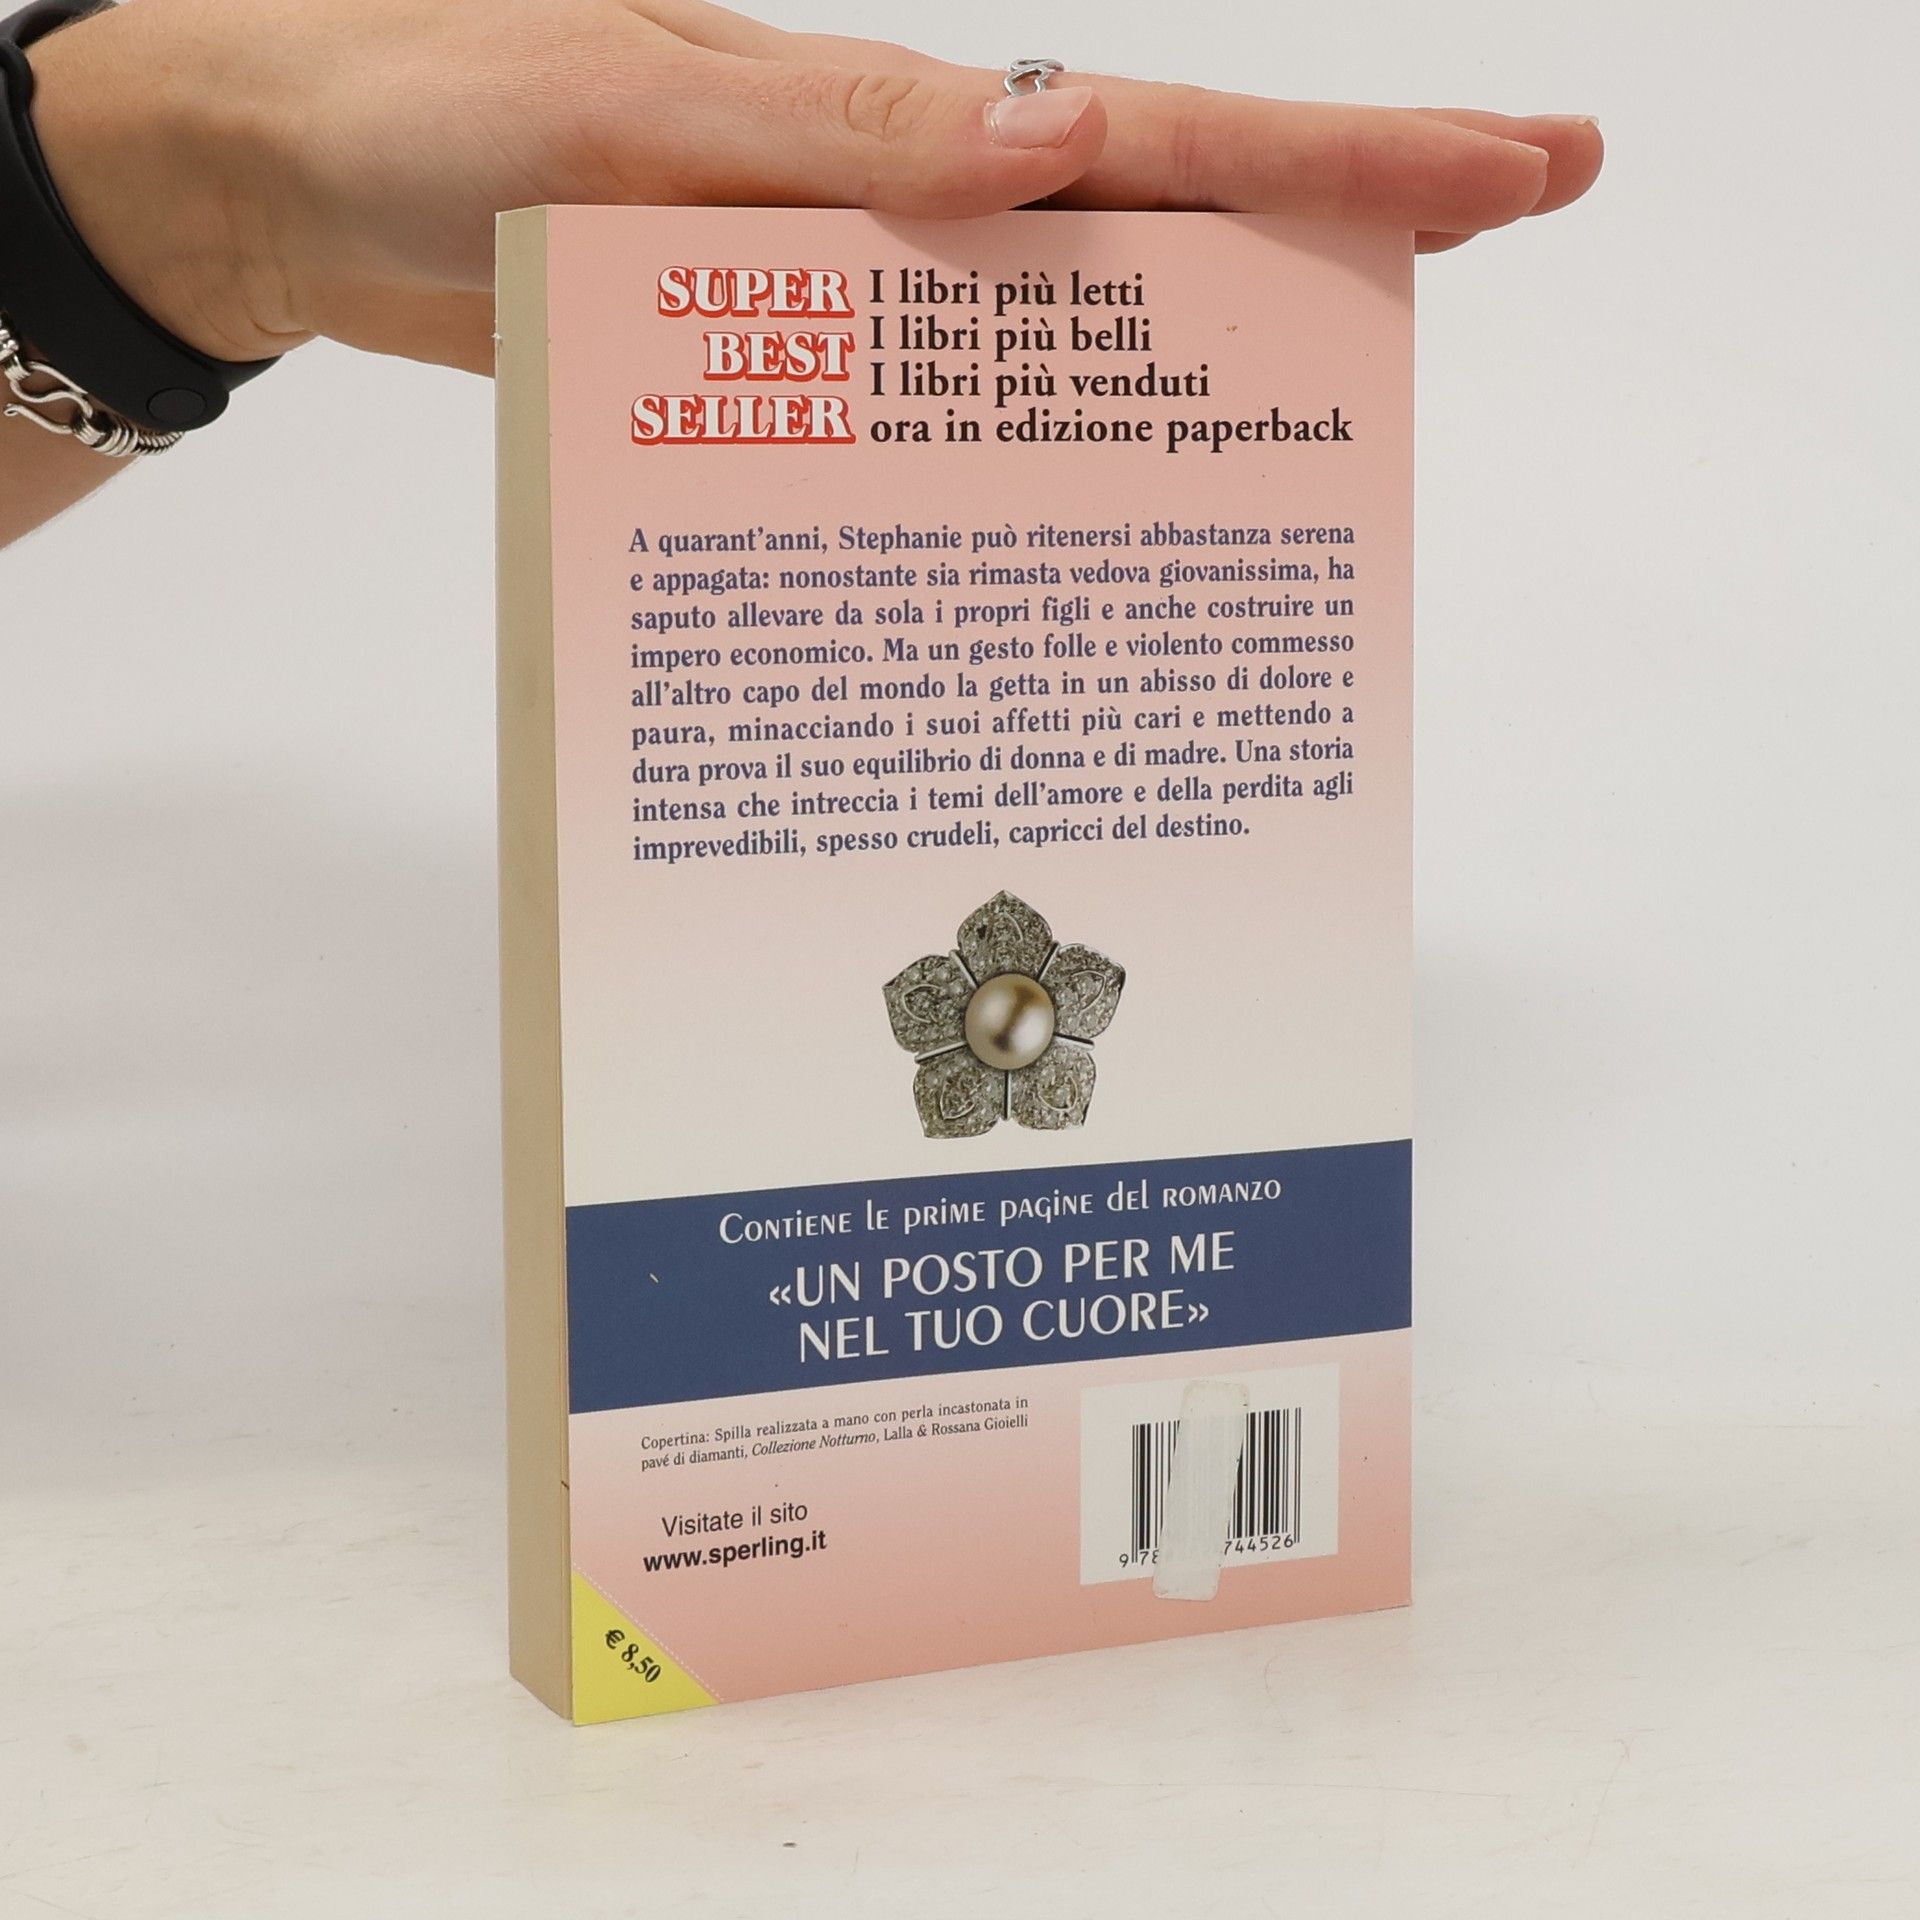 SUPER
BEST
SELLER
I libri più letti
I libri più belli
I libri più venduti
ora in edizione paperback
A quarant'anni, Stephanie può ritenersi abbastanza serena
e appagata: nonostante sia rimasta vedova giovanissima, ha
saputo allevare da sola i propri figli e anche costruire un
impero economico. Ma un gesto folle e violento commesso
all'altro capo del mondo la getta in un abisso di dolore e
paura, minacciando i suoi affetti più cari e mettendo a
dura prova il suo equilibrio di donna e di madre. Una storia
intensa che intreccia i temi dell'amore e della perdita agli
imprevedibili, spesso crudeli, capricci del destino.
Contiene le prime pagine del romanzo
«UN POSTO PER ME
NEL TUO CUORE»
Copertina: Spilla realizzata a mano con perla incastonata in
pavé di diamanti, Collezione Notturno, Lalla & Rossana Gioielli
Visitate il sito
www.sperling.it
€ 8,50
9 78 744526